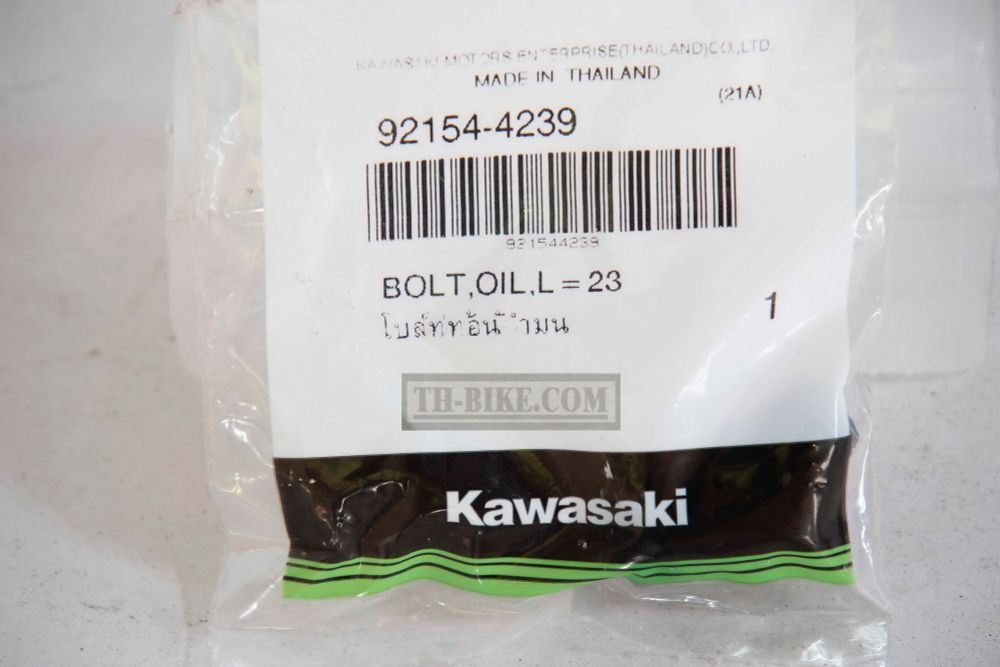 KAWASAKI MOTORS ENTERPRISE(THAILAND)CO.,LTD.
MADE IN THAILAND
(21A)
92154-4239
921544239
BOLT,OIL,L=23
1
โบล์ทท่อน้ำมัน
TH-BIKE.COM
Kawasaki